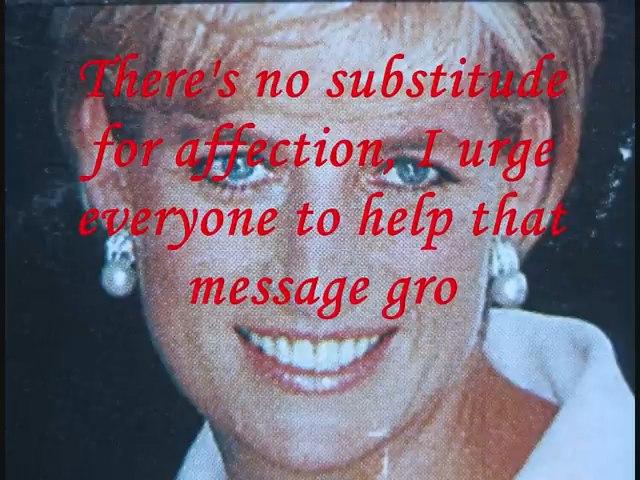 There's no substitude
for affection, I urge
everyone to help that
message gro